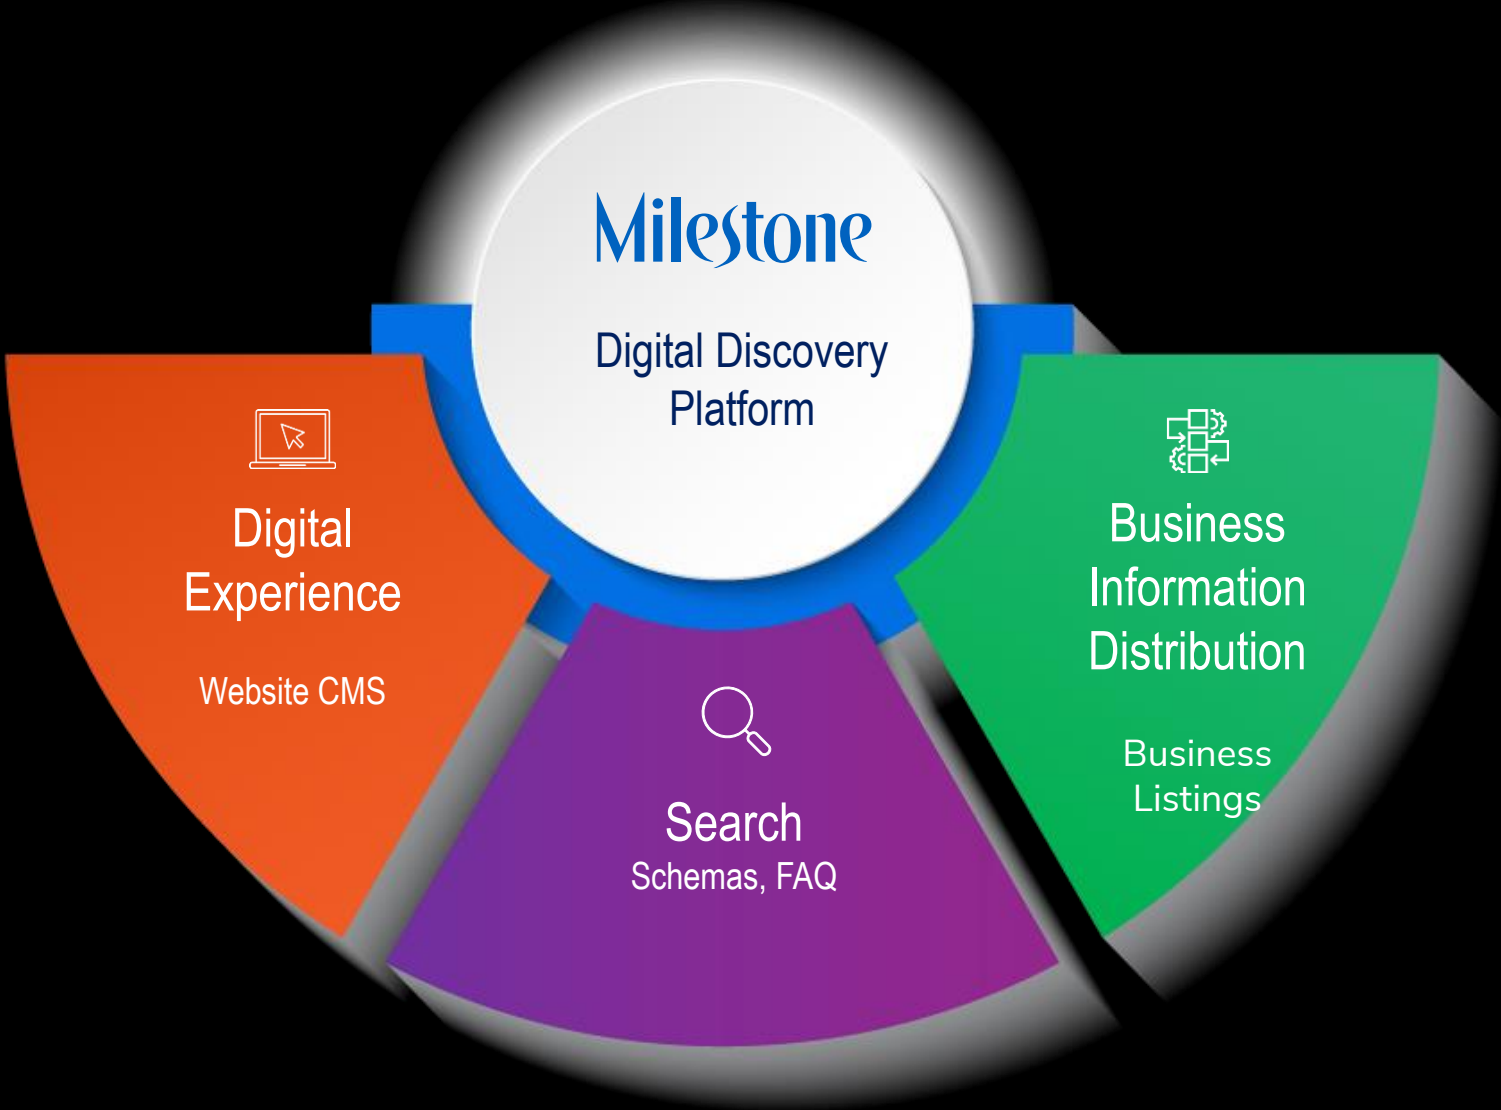 Milestone
Digital Discovery
Platform
Digital
Experience
Website CMS
Search
Schemas, FAQ
Business
Information
Distribution
Business
Listings